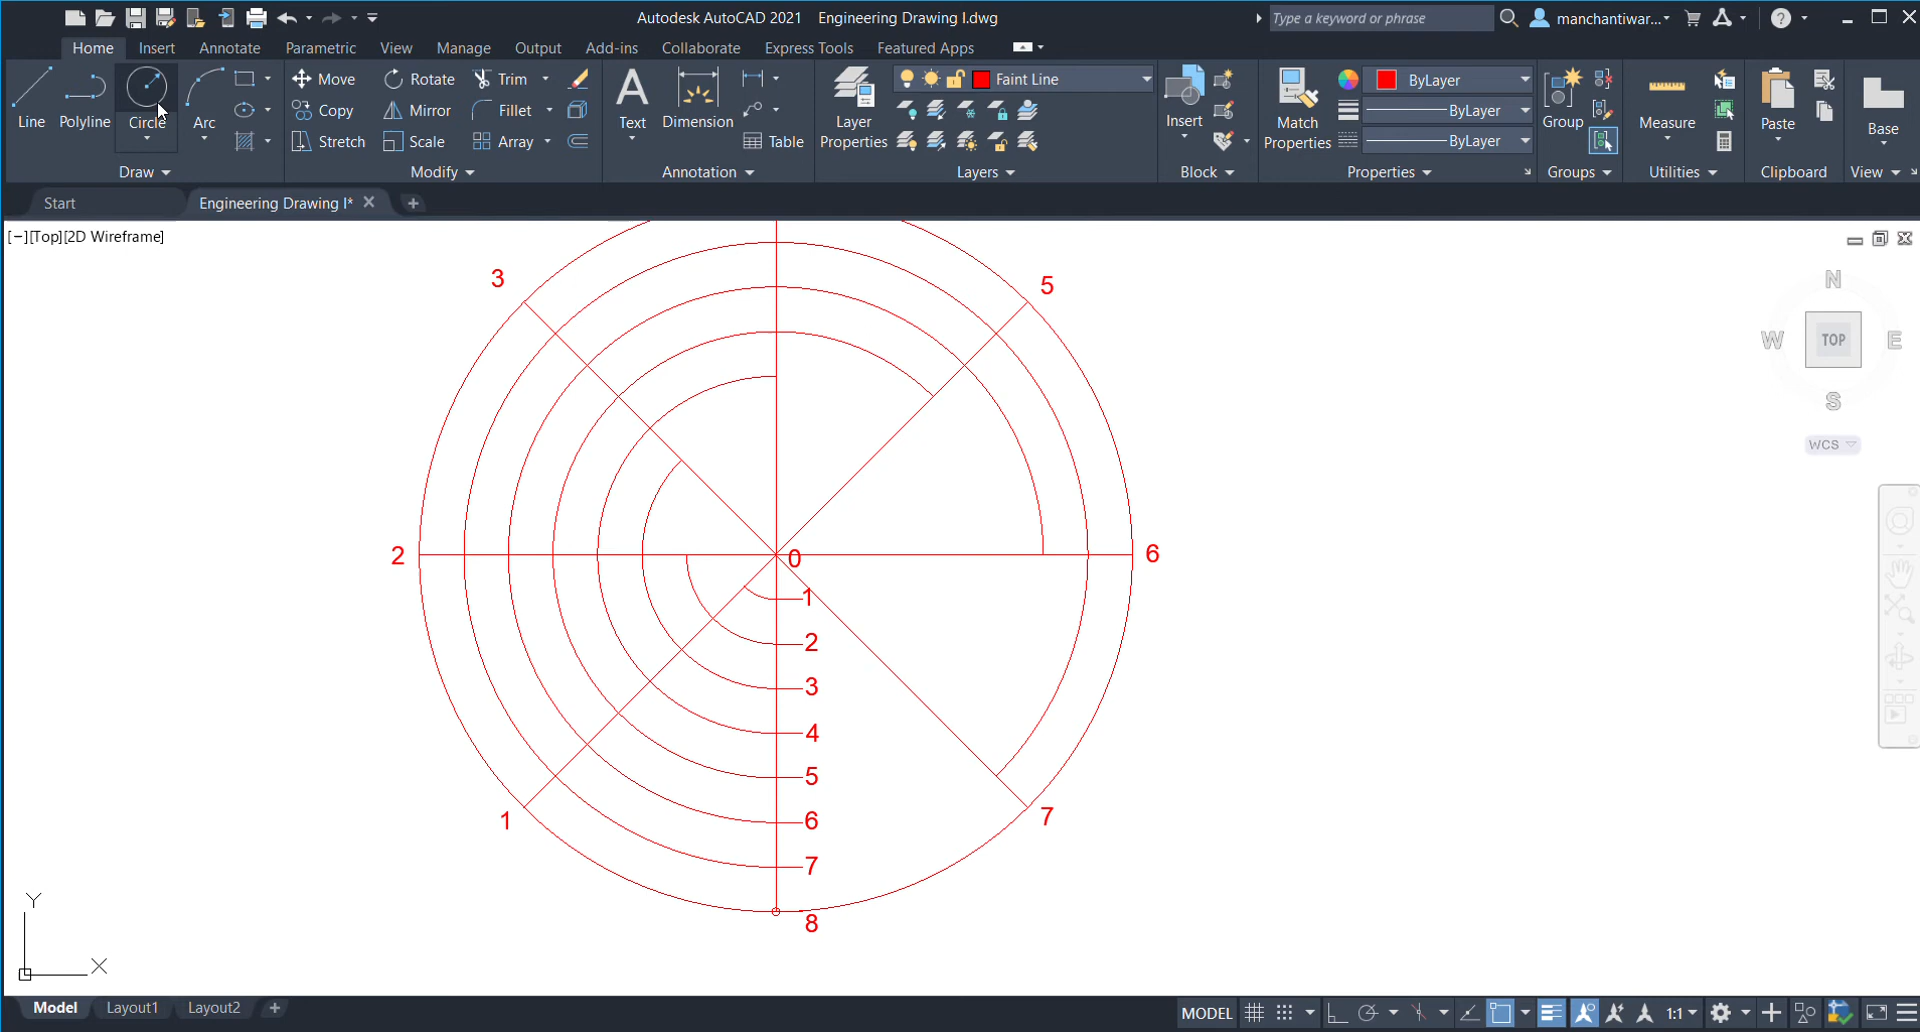 Autodesk AutoCAD 2021 Engineering Drawing I.dwg
Type a keyword or phrase
manchantiwar...
Home Insert Annotate Parametric View Manage Output Add-ins Collaborate Express Tools Featured Apps
Line Polyline Circle Arc
Move Rotate Trim
Copy Mirror Fillet
Stretch Scale Array
Text Dimension
Table
Layer
Properties
Faint Line
Insert
Match
Properties
ByLayer
ByLayer
ByLayer
Group
Measure
Paste
Base
Draw Modify Annotation Layers Block Properties Groups Utilities Clipboard View
Start Engineering Drawing I*
[−][Top][2D Wireframe]
3
5
2
0
6
1
2
3
4
5
6
7
8
1
7
N
W TOP E
S
WCS
Y
X
Model Layout1 Layout2
MODEL 1:1